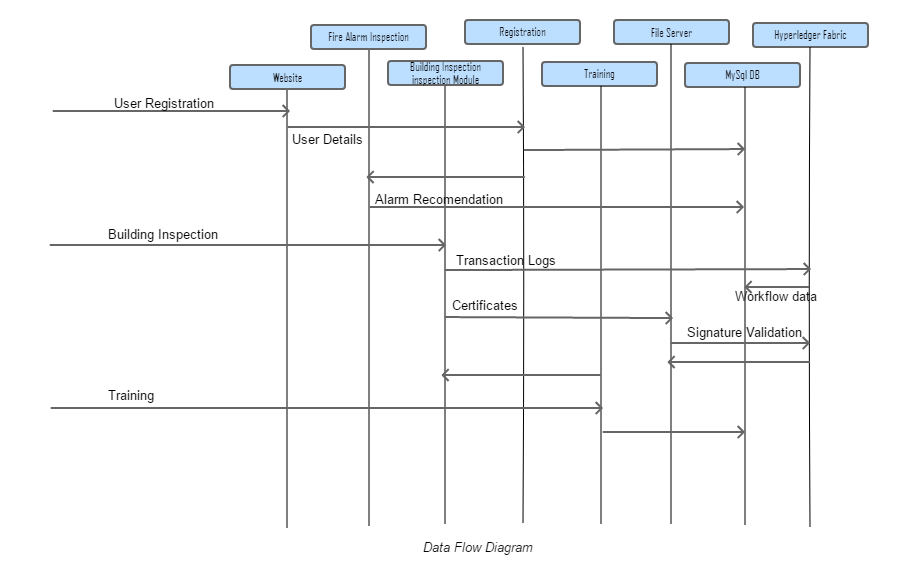 Fire Alarm Inspection
Registration
File Server
Hyperledger Fabric
Website
Building Inspection
inspection Module
Training
MySql DB
User Registration
User Details
Alarm Recomendation
Building Inspection
Transaction Logs
Workflow data
Certificates
Signature Validation
Training
Data Flow Diagram